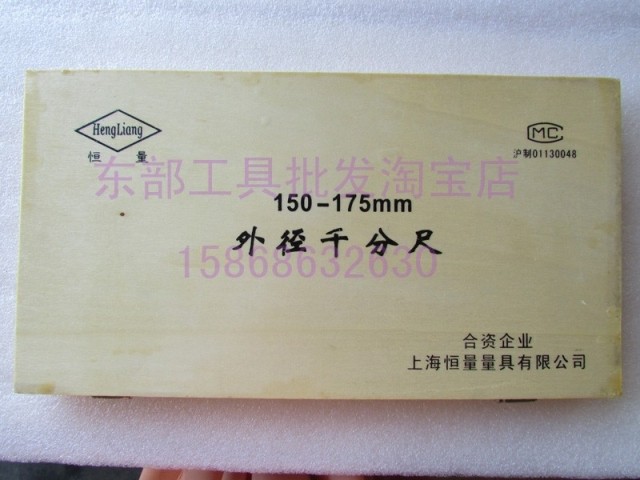 HengLiang
恒量
MC
沪制01130048
东部工具批发淘宝店
150-175mm
外径千分尺
15868632630
合资企业
上海恒量量具有限公司